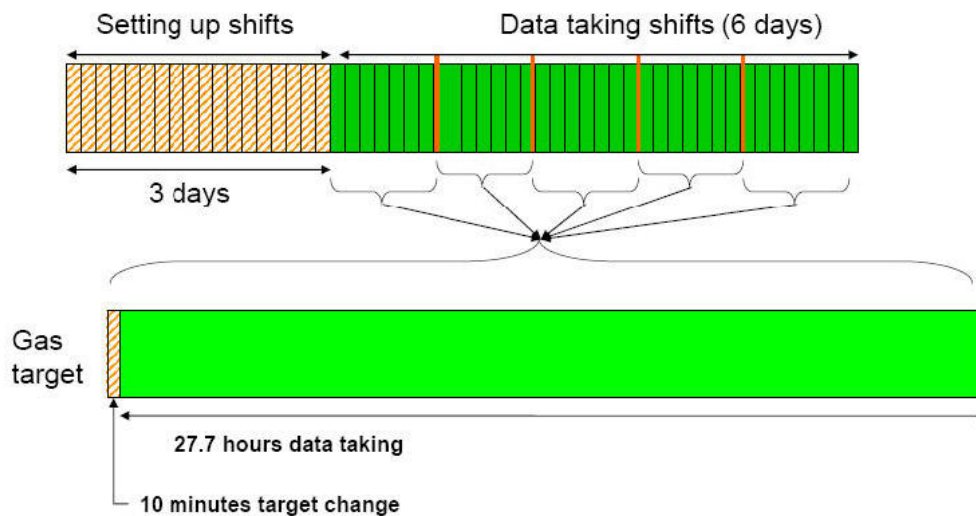 Setting up shifts
Data taking shifts (6 days)
3 days
Gas
target
27.7 hours data taking
10 minutes target change